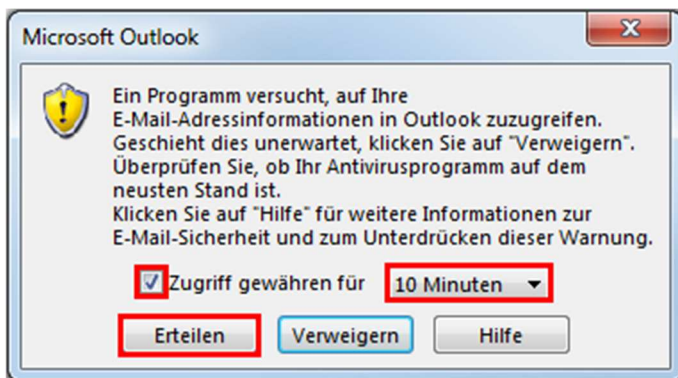 Microsoft Outlook
Ein Programm versucht, auf Ihre
E-Mail-Adressinformationen in Outlook zuzugreifen.
Geschieht dies unerwartet, klicken Sie auf "Verweigern".
Überprüfen Sie, ob Ihr Antivirusprogramm auf dem
neusten Stand ist.
Klicken Sie auf "Hilfe" für weitere Informationen zur
E-Mail-Sicherheit und zum Unterdrücken dieser Warnung.
Zugriff gewähren für 10 Minuten
Erteilen Verweigern Hilfe